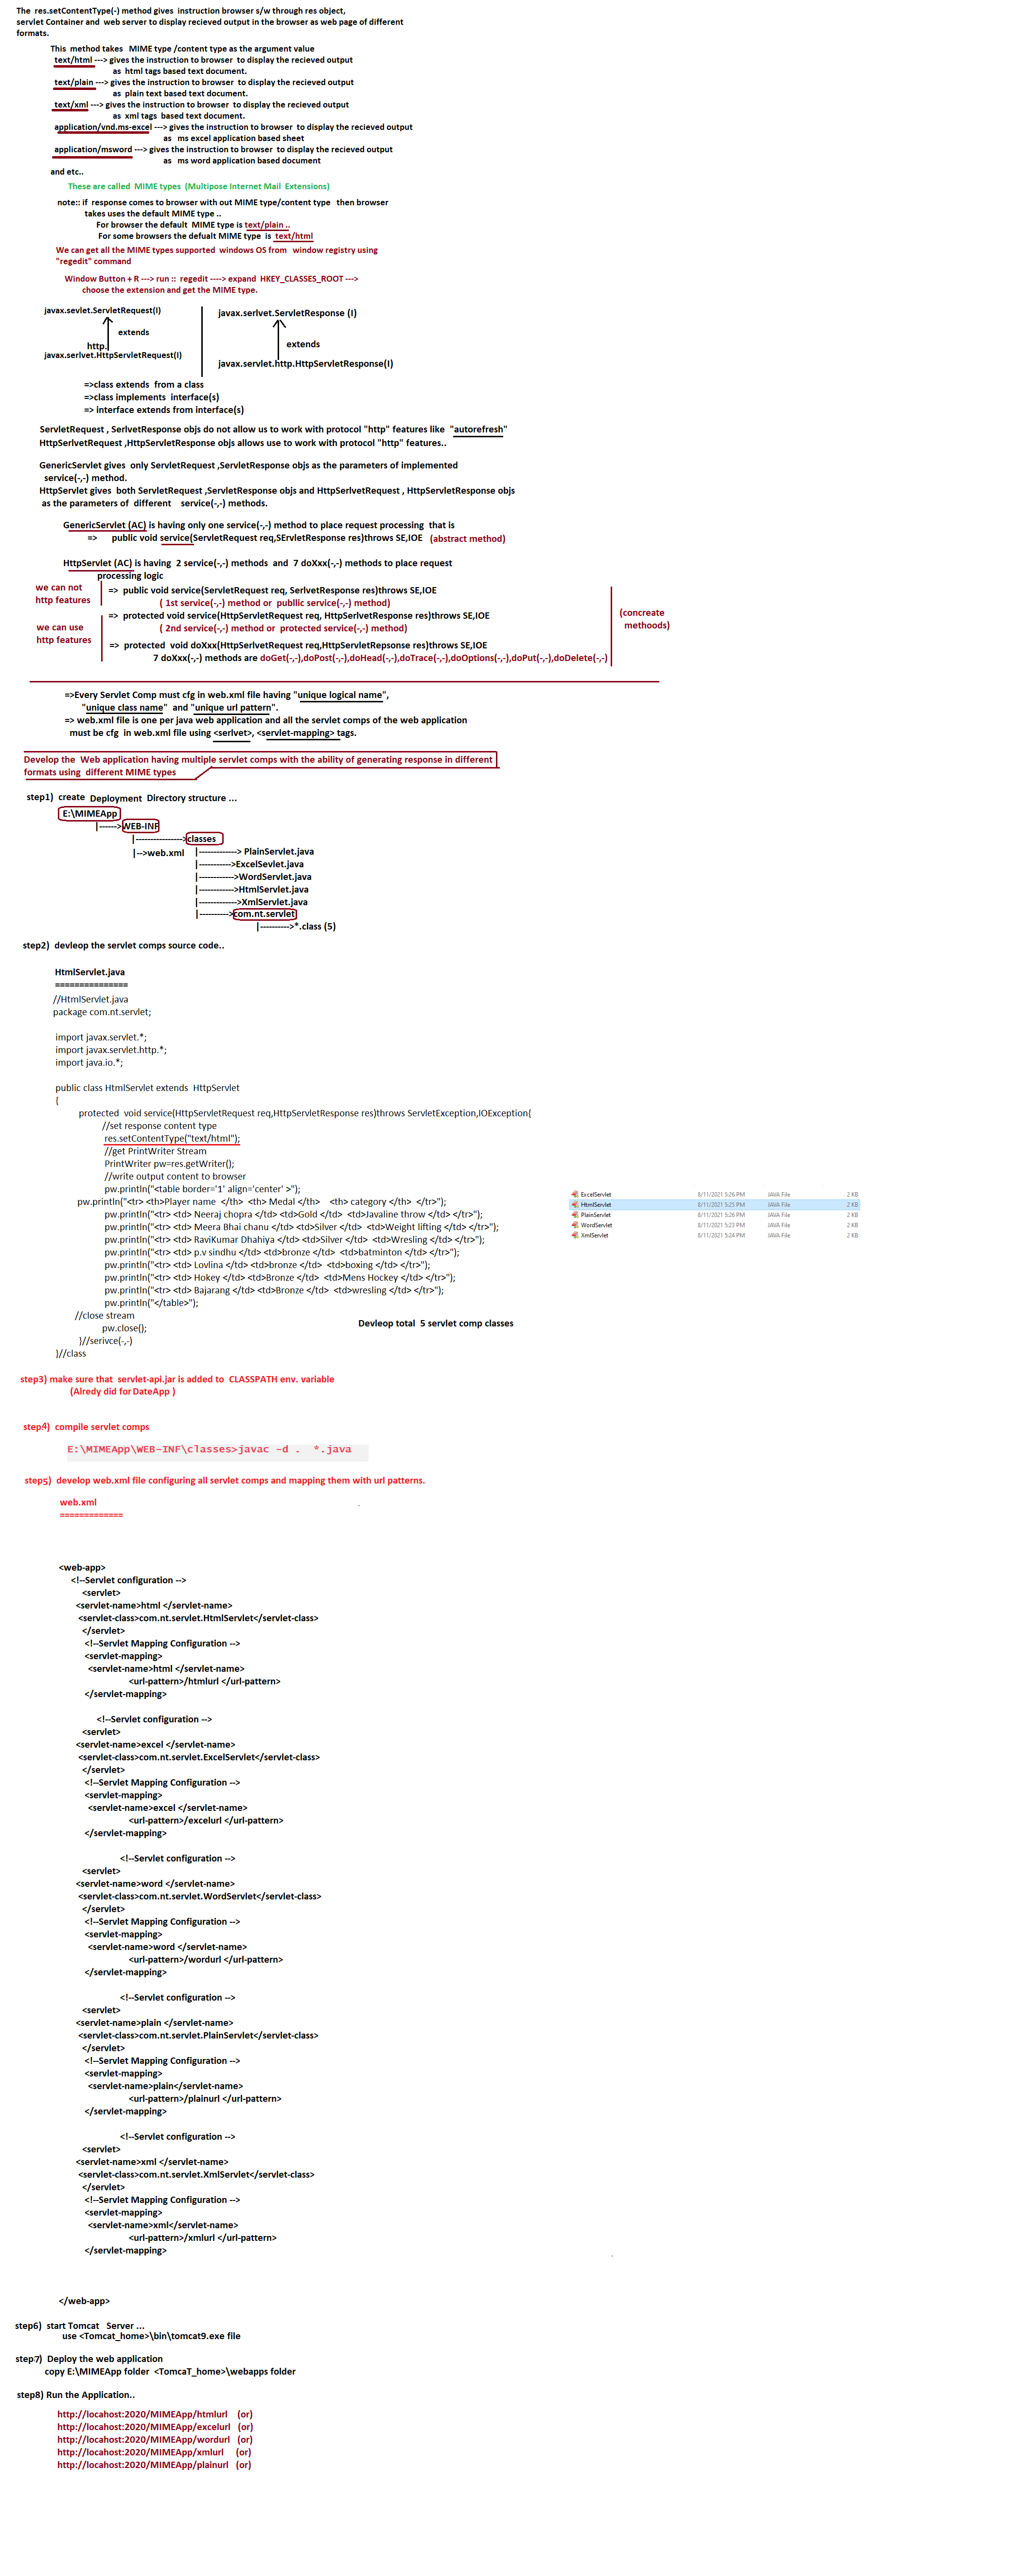 The res.setContentType(-) method gives instruction browser s/w through res object,
servlet Container and web server to display recieved output in the browser as web page of different
formats.
This method takes MIME type /content type as the argument value
text/html ---> gives the instruction to browser to display the recieved output
as html tags based text document.
text/plain ---> gives the instruction to browser to display the recieved output
as plain text based text document.
text/xml ---> gives the instruction to browser to display the recieved output
as xml tags based text document.
application/vnd.ms-excel ---> gives the instruction to browser to display the recieved output
as ms excel application based sheet
application/msword ---> gives the instruction to browser to display the recieved output
as ms word application based document
and etc..
These are called MIME types (Multipose Internet Mail Extensions)
note:: if response comes to browser with out MIME type/content type then browser
takes uses the default MIME type ..
For browser the default MIME type is text/plain ..
For some browsers the defualt MIME type is text/html
We can get all the MIME types supported windows OS from window registry using
"regedit" command
Window Button + R ---> run :: regedit ----> expand HKEY_CLASSES_ROOT --->
choose the extension and get the MIME type.
javax.sevlet.ServletRequest(I)
extends
http.
javax.serlvet.HttpServletRequest(I)
javax.serlvet.ServletResponse (I)
extends
javax.servlet.http.HttpServletResponse(I)
=>class extends from a class
=>class implements interface(s)
=> interface extends from interface(s)
ServletRequest , SerlvetResponse objs do not allow us to work with protocol "http" features like "autorefresh"
HttpSerlvetRequest ,HttpServletResponse objs allows use to work with protocol "http" features..
GenericServlet gives only ServletRequest ,ServletResponse objs as the parameters of implemented
service(-,-) method.
HttpServlet gives both ServletRequest ,ServletResponse objs and HttpSerlvetRequest , HttpServletResponse objs
as the parameters of different service(-,-) methods.
GenericServlet (AC) is having only one service(-,-) method to place request processing that is
=> public void service(ServletRequest req,SErvletResponse res)throws SE,IOE (abstract method)
HttpServlet (AC) is having 2 service(-,-) methods and 7 doXxx(-,-) methods to place request
processing logic
we can not
http features
=> public void service(ServletRequest req, SerlvetResponse res)throws SE,IOE
( 1st service(-,-) method or publlic service(-,-) method)
we can use
http features
=> protected void service(HttpServletRequest req, HttpSerlvetResponse res)throws SE,IOE
( 2nd service(-,-) method or protected service(-,-) method)
=> protected void doXxx(HttpSerlvetRequest req,HttpServletRepsonse res)throws SE,IOE
7 doXxx(-,-) methods are doGet(-,-),doPost(-,-),doHead(-,-),doTrace(-,-),doOptions(-,-),doPut(-,-),doDelete(-,-)
(concreate
methoods)
=>Every Servlet Comp must cfg in web.xml file having "unique logical name",
"unique class name" and "unique url pattern".
=> web.xml file is one per java web application and all the servlet comps of the web application
must be cfg in web.xml file using <serlvet>, <servlet-mapping> tags.
Develop the Web application having multiple servlet comps with the ability of generating response in different
formats using different MIME types
step1) create Deployment Directory structure ...
E:\MIMEApp
|------>WEB-INF
|---------------->classes
|-->web.xml |-------------> PlainServlet.java
|----------->ExcelSevlet.java
|------------>WordServlet.java
|------------>HtmlServlet.java
|------------->XmlServlet.java
|---------->com.nt.servlet
|---------->*.class (5)
step2) devleop the servlet comps source code..
HtmlServlet.java
===============
//HtmlServlet.java
package com.nt.servlet;
import javax.servlet.*;
import javax.servlet.http.*;
import java.io.*;
public class HtmlServlet extends HttpServlet
{
protected void service(HttpServletRequest req,HttpServletResponse res)throws ServletException,IOException{
//set response content type
res.setContentType("text/html");
//get PrintWriter Stream
PrintWriter pw=res.getWriter();
//write output content to browser
pw.println("<table border='1' align='center' >");
pw.println("<tr> <th>Player name </th> <th> Medal </th> <th> category </th> </tr>");
pw.println("<tr> <td> Neeraj chopra </td> <td>Gold </td> <td>Javaline throw </td> </tr>");
pw.println("<tr> <td> Meera Bhai chanu </td> <td>Silver </td> <td>Weight lifting </td> </tr>");
pw.println("<tr> <td> RaviKumar Dhahiya </td> <td>Silver </td> <td>Wresling </td> </tr>");
pw.println("<tr> <td> p.v sindhu </td> <td>bronze </td> <td>batminton </td> </tr>");
pw.println("<tr> <td> Lovlina </td> <td>bronze </td> <td>boxing </td> </tr>");
pw.println("<tr> <td> Hokey </td> <td>Bronze </td> <td>Mens Hockey </td> </tr>");
pw.println("<tr> <td> Bajarang </td> <td>Bronze </td> <td>wresling </td> </tr>");
pw.println("</table>");
//close stream
pw.close();
}//serivce(-,-)
}//class
ExcelServlet 8/11/2021 5:26 PM JAVA File 2 KB
HtmlServlet 8/11/2021 5:25 PM JAVA File 2 KB
PlainServlet 8/11/2021 5:26 PM JAVA File 2 KB
WordServlet 8/11/2021 5:23 PM JAVA File 2 KB
XmlServlet 8/11/2021 5:24 PM JAVA File 2 KB
Devleop total 5 servlet comp classes
step3) make sure that servlet-api.jar is added to CLASSPATH env. variable
(Alredy did for DateApp )
step4) compile servlet comps
E:\MIMEApp\WEB-INF\classes>javac -d . *.java
step5) develop web.xml file configuring all servlet comps and mapping them with url patterns.
web.xml
=============
<web-app>
<!--Servlet configuration -->
<servlet>
<servlet-name>html </servlet-name>
<servlet-class>com.nt.servlet.HtmlServlet</servlet-class>
</servlet>
<!--Servlet Mapping Configuration -->
<servlet-mapping>
<servlet-name>html </servlet-name>
<url-pattern>/htmlurl </url-pattern>
</servlet-mapping>
<!--Servlet configuration -->
<servlet>
<servlet-name>excel </servlet-name>
<servlet-class>com.nt.servlet.ExcelServlet</servlet-class>
</servlet>
<!--Servlet Mapping Configuration -->
<servlet-mapping>
<servlet-name>excel </servlet-name>
<url-pattern>/excelurl </url-pattern>
</servlet-mapping>
<!--Servlet configuration -->
<servlet>
<servlet-name>word </servlet-name>
<servlet-class>com.nt.servlet.WordServlet</servlet-class>
</servlet>
<!--Servlet Mapping Configuration -->
<servlet-mapping>
<servlet-name>word </servlet-name>
<url-pattern>/wordurl </url-pattern>
</servlet-mapping>
<!--Servlet configuration -->
<servlet>
<servlet-name>plain </servlet-name>
<servlet-class>com.nt.servlet.PlainServlet</servlet-class>
</servlet>
<!--Servlet Mapping Configuration -->
<servlet-mapping>
<servlet-name>plain</servlet-name>
<url-pattern>/plainurl </url-pattern>
</servlet-mapping>
<!--Servlet configuration -->
<servlet>
<servlet-name>xml </servlet-name>
<servlet-class>com.nt.servlet.XmlServlet</servlet-class>
</servlet>
<!--Servlet Mapping Configuration -->
<servlet-mapping>
<servlet-name>xml</servlet-name>
<url-pattern>/xmlurl </url-pattern>
</servlet-mapping>
</web-app>
step6) start Tomcat Server ...
use <Tomcat_home>\bin\tomcat9.exe file
step7) Deploy the web application
copy E:\MIMEApp folder <TomcaT_home>\webapps folder
step8) Run the Application..
http://locahost:2020/MIMEApp/htmlurl (or)
http://locahost:2020/MIMEApp/excelurl (or)
http://locahost:2020/MIMEApp/wordurl (or)
http://locahost:2020/MIMEApp/xmlurl (or)
http://locahost:2020/MIMEApp/plainurl (or)